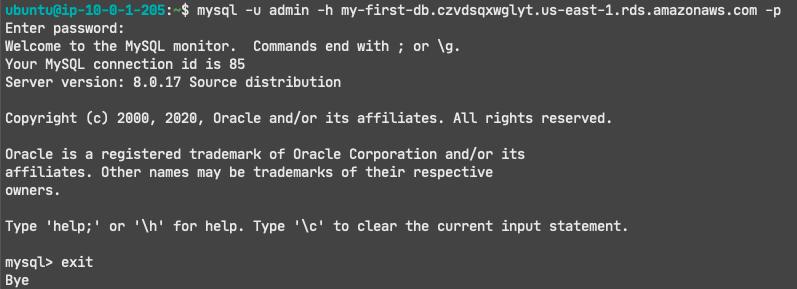 ubuntu@ip-10-0-1-205:~$ mysql -u admin -h my-first-db.czvdsqxwglyt.us-east-1.rds.amazonaws.com -p
Enter password:
Welcome to the MySQL monitor.  Commands end with ; or \g.
Your MySQL connection id is 85
Server version: 8.0.17 Source distribution

Copyright (c) 2000, 2020, Oracle and/or its affiliates. All rights reserved.

Oracle is a registered trademark of Oracle Corporation and/or its
affiliates. Other names may be trademarks of their respective
owners.

Type 'help;' or '\h' for help. Type '\c' to clear the current input statement.

mysql> exit
Bye